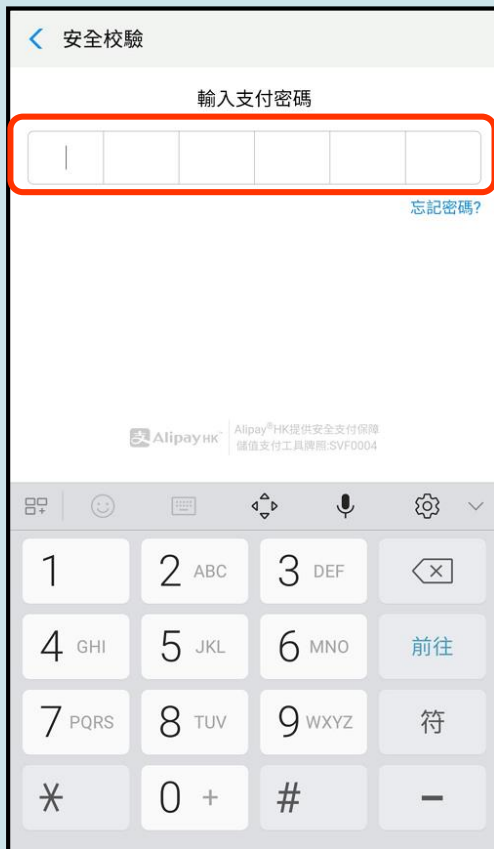 安全校驗
輸入支付密碼
忘記密碼?
支 AlipayHK
Alipay®HK提供安全支付保障
儲值支付工具牌照:SVF0004
1
2 ABC
3 DEF
4 GHI
5 JKL
6 MNO
前往
7 PQRS
8 TUV
9 WXYZ
符
*
0 +
#
-